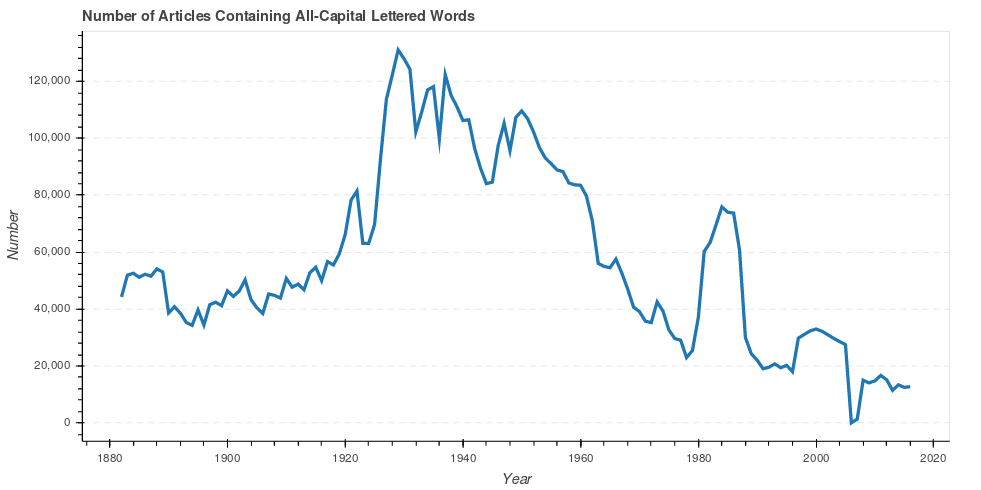 Number of Articles Containing All-Capital Lettered Words
120,000
100,000
80,000
60,000
40,000
20,000
0
Number
1880 1900 1920 1940 1960 1980 2000 2020
Year